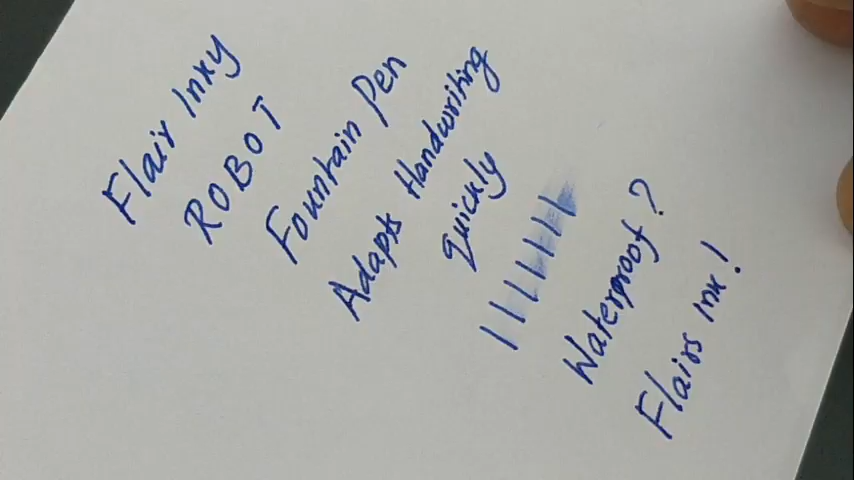 Flair Inky
ROBOT
Fountain Pen
Adapts Handwriting
Quickly
Waterproof?
Flairs Ink!